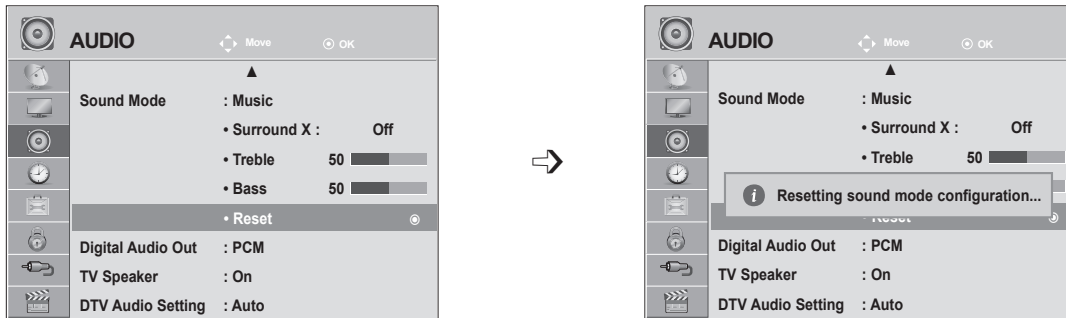 AUDIO Move OK
▲
Sound Mode : Music
• Surround X : Off
• Treble 50
• Bass 50
• Reset
Digital Audio Out : PCM
TV Speaker : On
DTV Audio Setting : Auto
AUDIO Move OK
▲
Sound Mode : Music
• Surround X : Off
• Treble 50
Resetting sound mode configuration...
• Reset
Digital Audio Out : PCM
TV Speaker : On
DTV Audio Setting : Auto